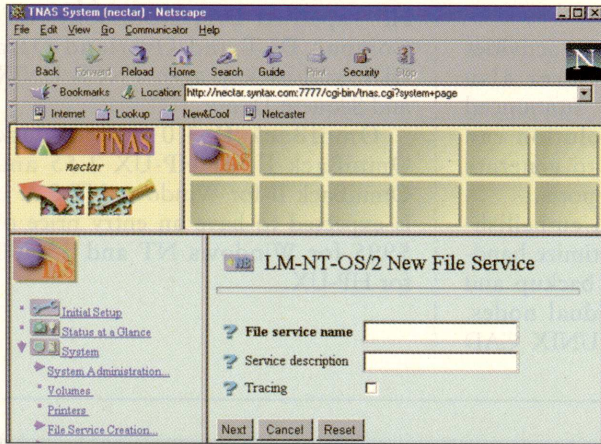 TNAS System (nectar) - Netscape
File Edit View Go Communicator Help
Back Forward Reload Home Search Guide Print Security Stop
N
Bookmarks Location: http://nectar.syntax.com:7777/cgi-bin/tnas.cgi?system+page
Internet Lookup New&Cool Netcaster
TNAS
nectar
TAS
TAS
Initial Setup
Status at a Glance
System
System Administration...
Volumes
Printers
File Service Creation...
NB LM-NT-OS/2 New File Service
? File service name
? Service description
? Tracing
Next Cancel Reset